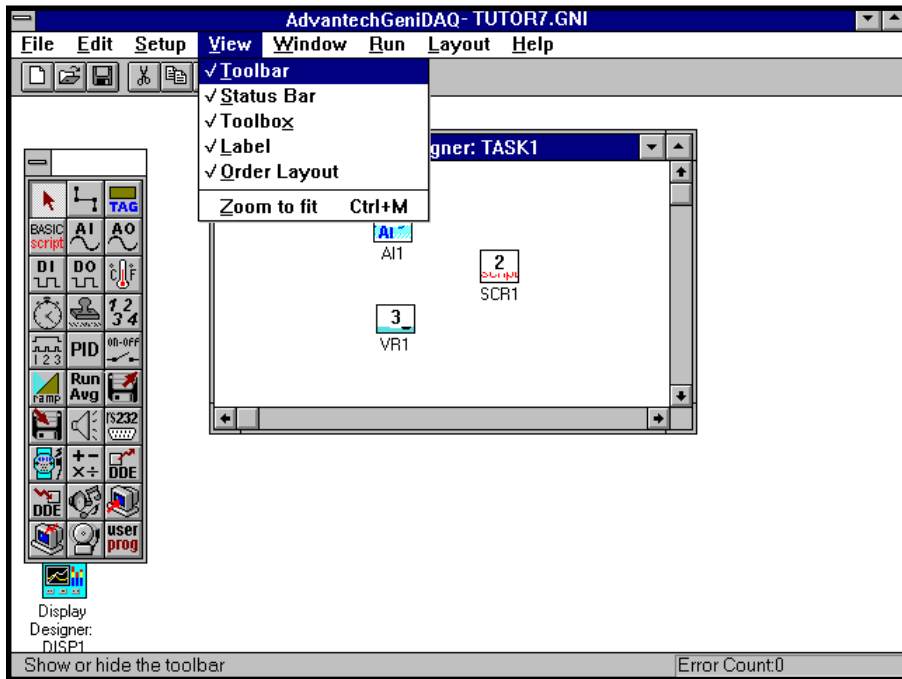 AdvantechGeniDAQ- TUTOR7.GNI
File Edit Setup View Window Run Layout Help
√ Toolbar
√ Status Bar
√ Toolbox
√ Label
√ Order Layout
Zoom to fit Ctrl+M
gner: TASK1
AI
AI1
2
script
SCR1
3
VR1
TAG
BASIC script AI AO
DI DO °C °F
1 2 3 4
1 2 3 PID on-off
ramp Run Avg
rs232
+ - × ÷ DDE
DDE
user prog
Display
Designer:
DISP1
Show or hide the toolbar Error Count:0